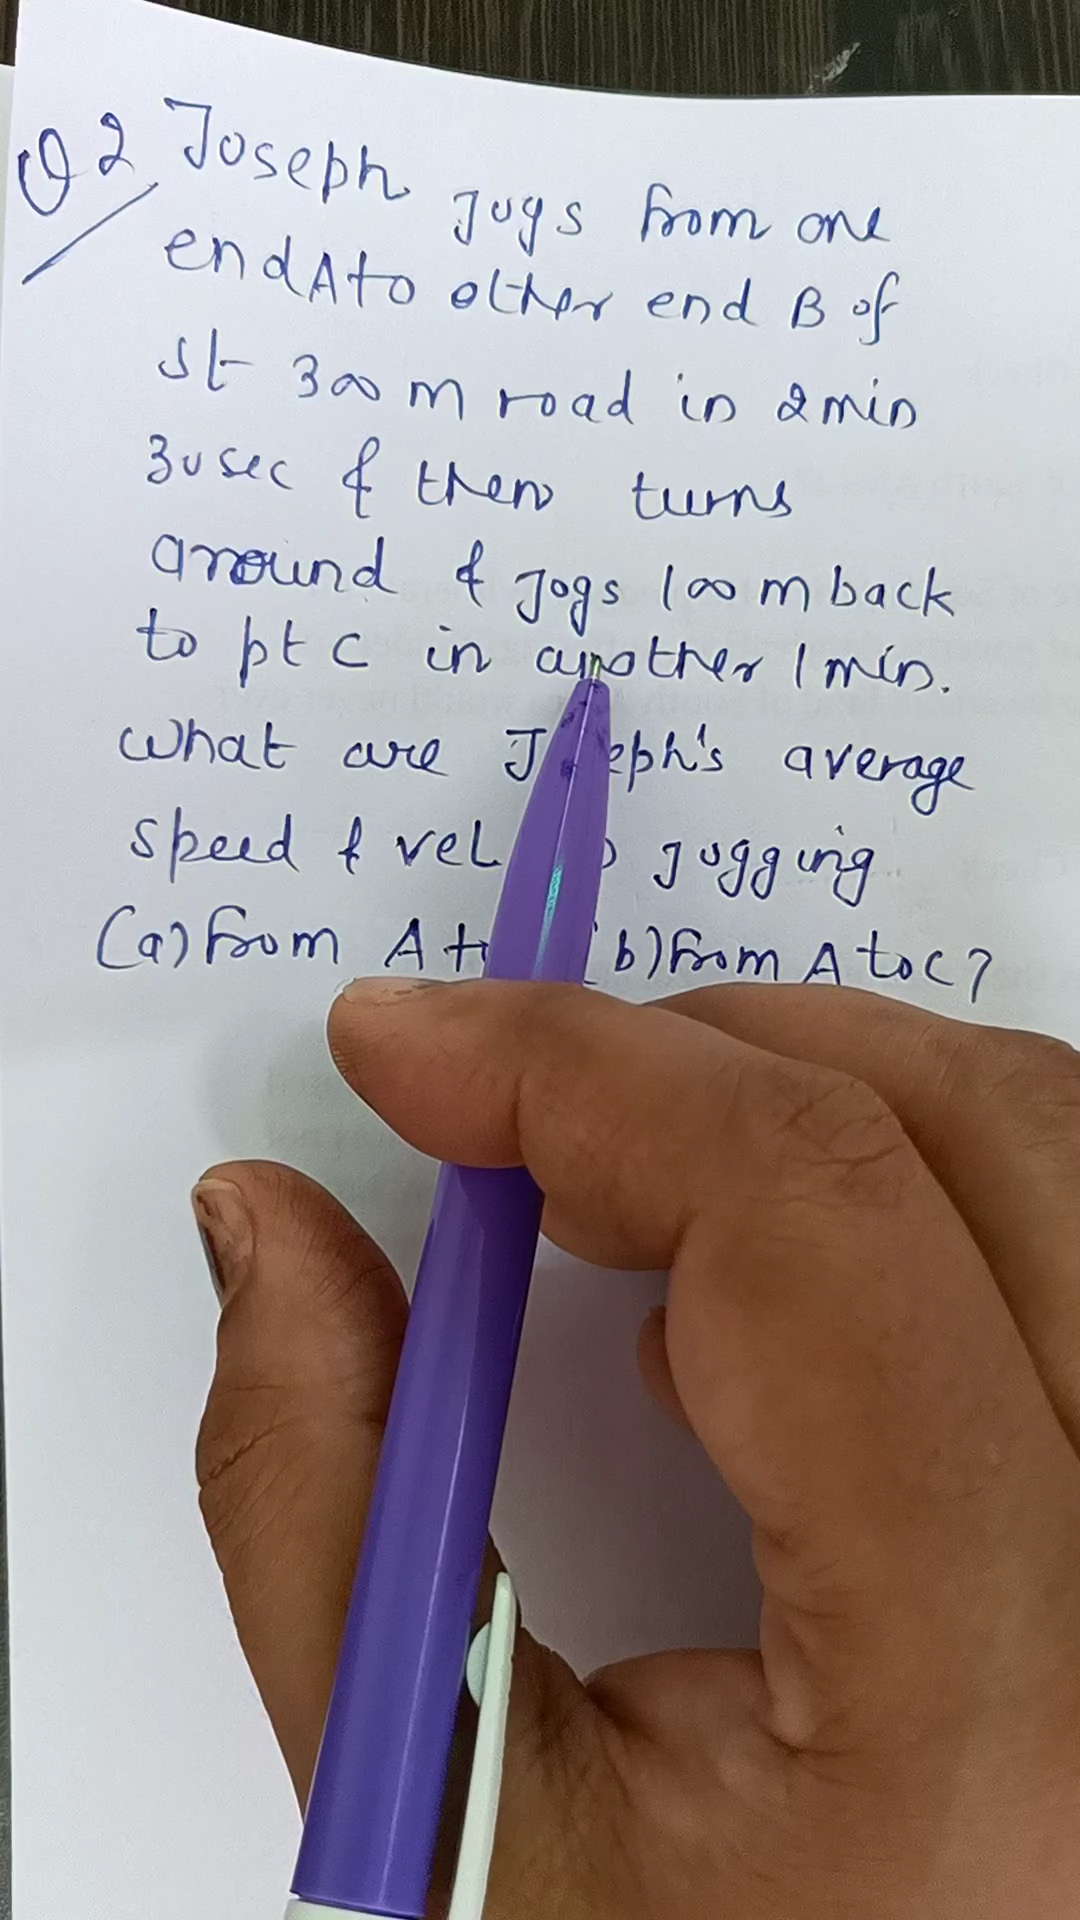 Q2 Joseph Jogs from one
end A to other end B of
st 300 m road in 2 min
30 sec & then turns
around & Jogs 100 m back
to pt C in another 1 min.
What are average
speed & vel Jogging
(a) from A (b) from A to C?